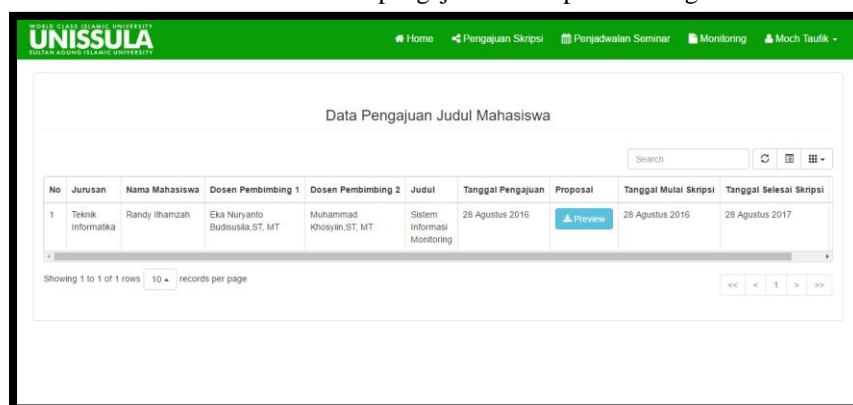 WORLD CLASS ISLAMIC UNIVERSITY
UNISSULA
SULTAN AGUNG ISLAMIC UNIVERSITY
Home Pengajuan Skripsi Penjadwalan Seminar Monitoring Moch Taufik
Data Pengajuan Judul Mahasiswa
Search
No Jurusan Nama Mahasiswa Dosen Pembimbing 1 Dosen Pembimbing 2 Judul Tanggal Pengajuan Proposal Tanggal Mulai Skripsi Tanggal Selesai Skripsi
1 Teknik Randy Ilhamzah Eka Nuryanto Muhammad Sistem 28 Agustus 2016 Preview 28 Agustus 2016 28 Agustus 2017
Informatika Budisusila,ST, MT Khosyiin,ST, MT Informasi
Monitoring
Showing 1 to 1 of 1 rows 10 records per page
<< < 1 > >>